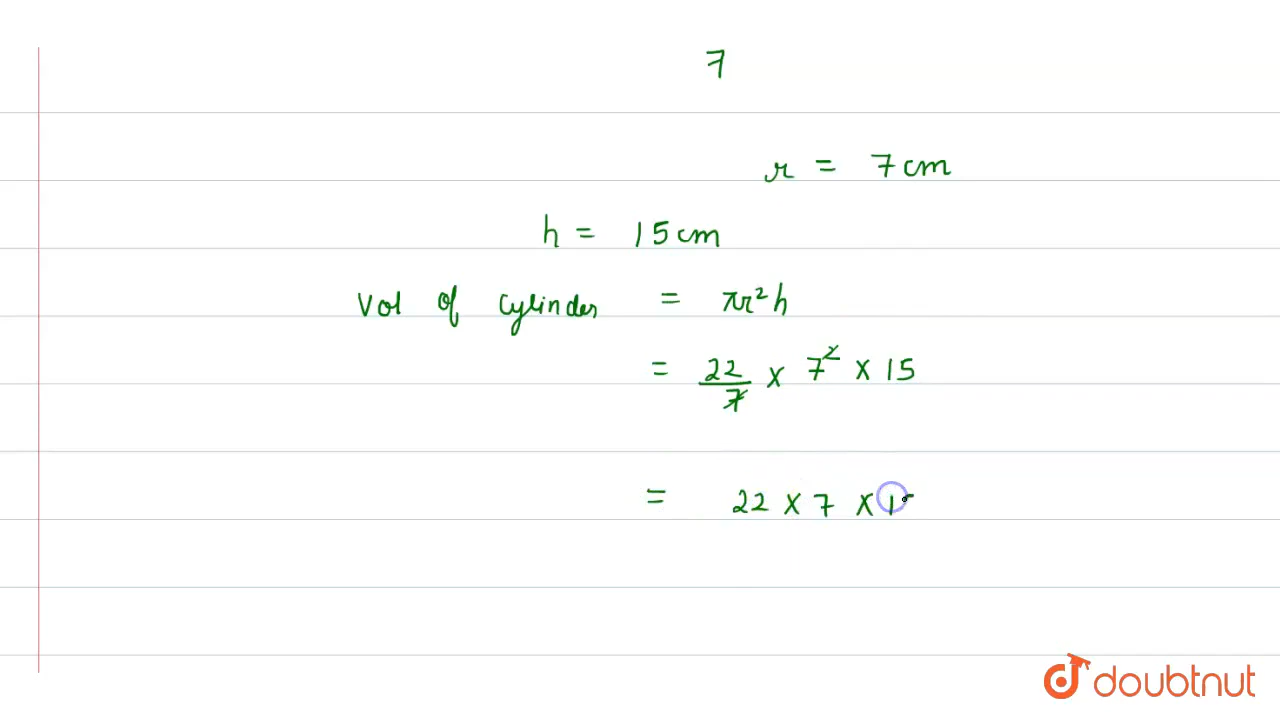 7
r = 7 cm
h = 15 cm
Vol of cylinder = πr²h
= 22/7 × 7² × 15
= 22 × 7 × 1
doubtnut